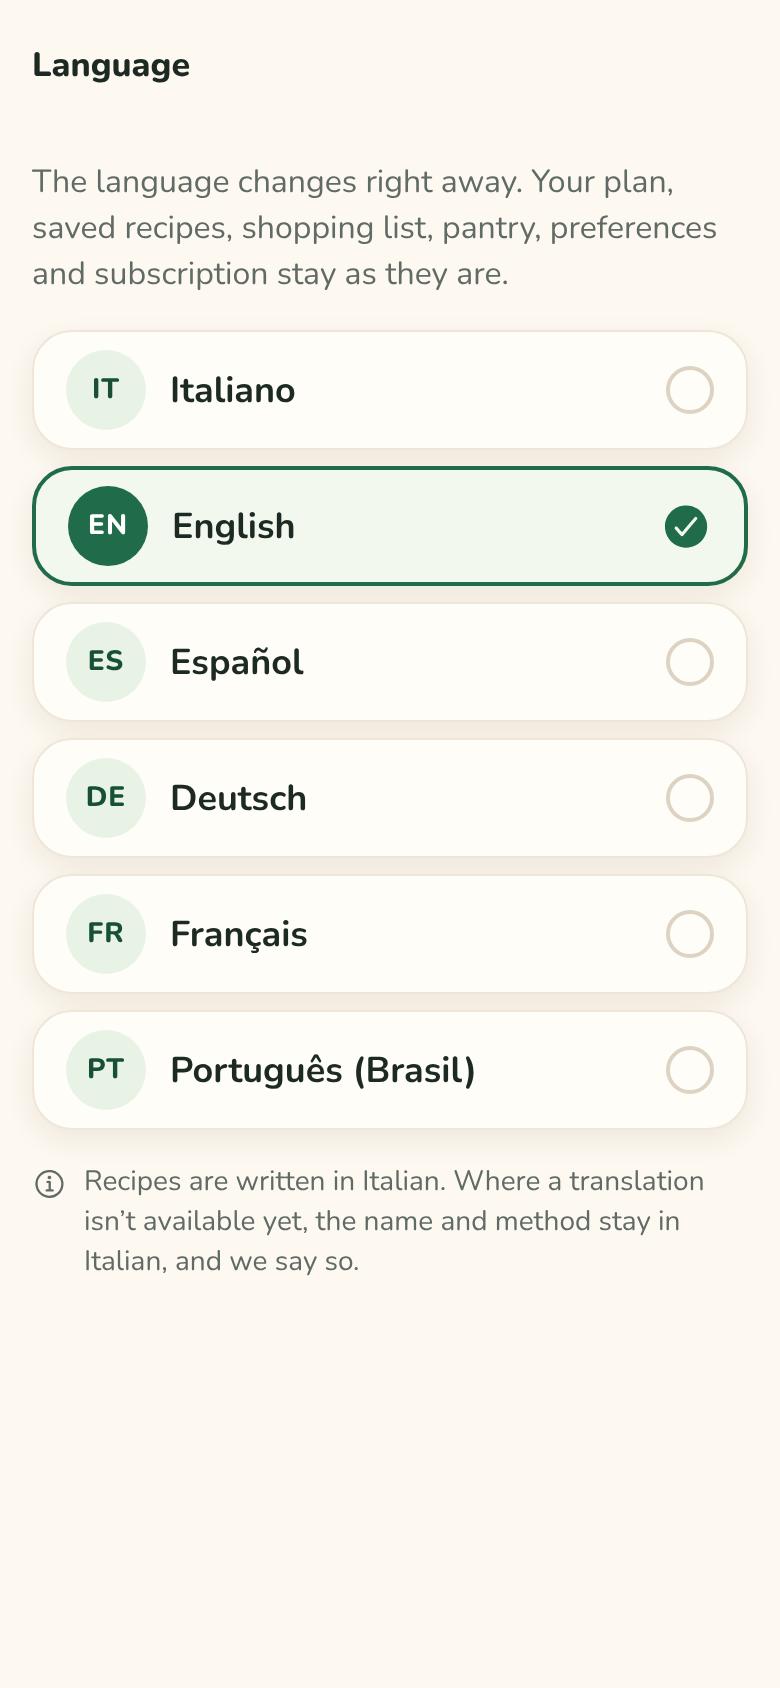 Language
The language changes right away. Your plan,
saved recipes, shopping list, pantry, preferences
and subscription stay as they are.
IT Italiano
EN English
ES Español
DE Deutsch
FR Français
PT Português (Brasil)
Recipes are written in Italian. Where a translation
isn’t available yet, the name and method stay in
Italian, and we say so.